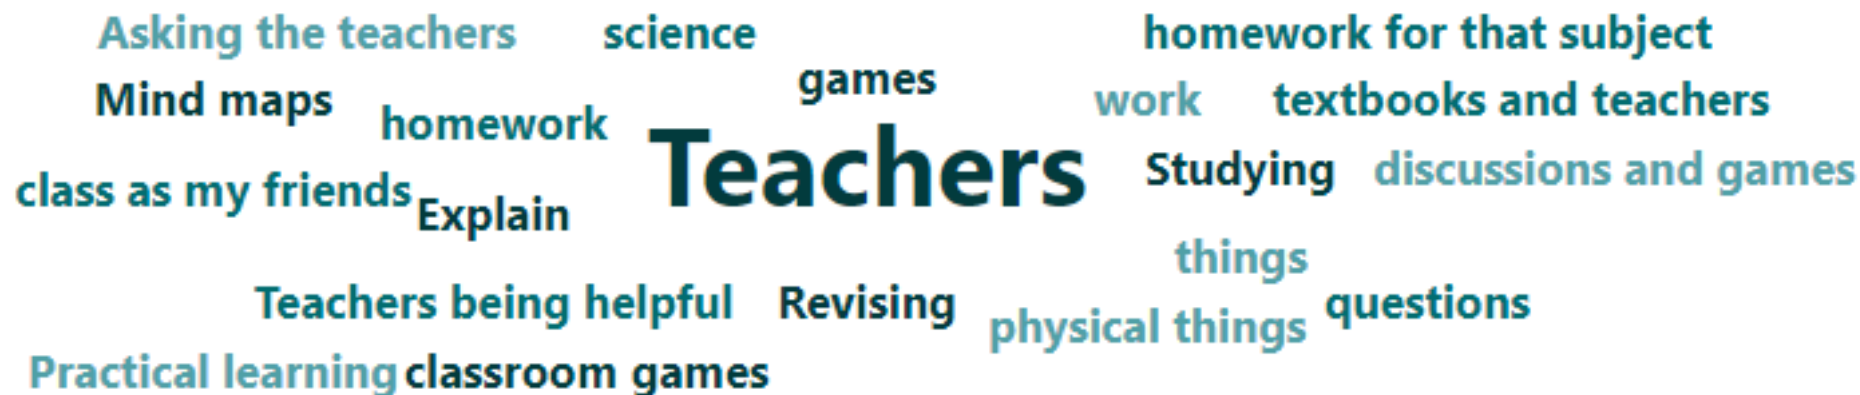 Asking the teachers
science
homework for that subject
games
Mind maps
homework
work
textbooks and teachers
Teachers
Studying
discussions and games
class as my friends
Explain
things
Teachers being helpful
Revising
physical things
questions
Practical learning
classroom games